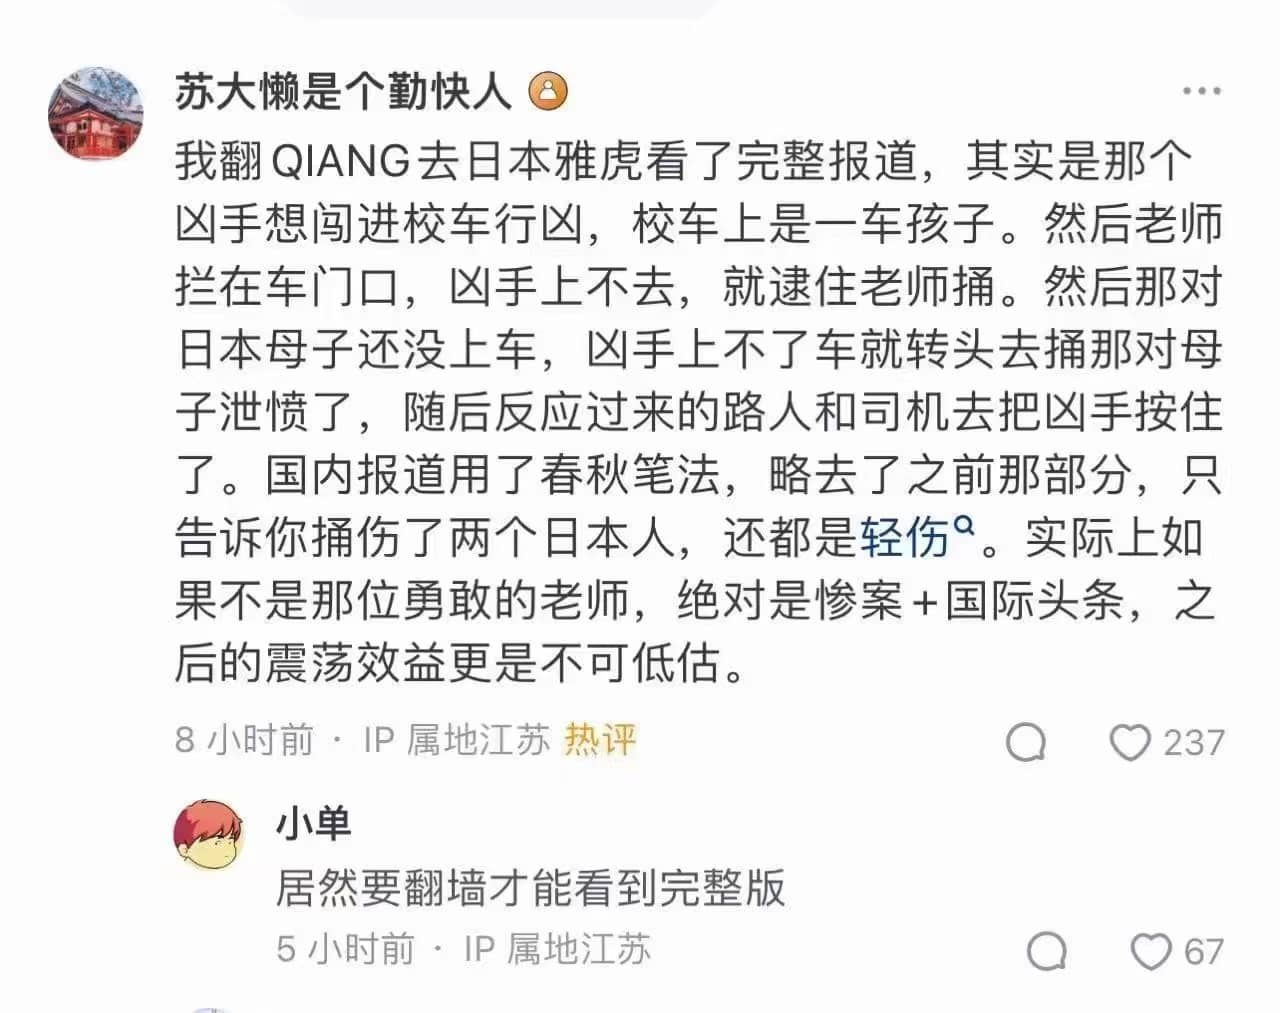 苏大懒是个勤快人
我翻QIANG去日本雅虎看了完整报道，其实是那个
凶手想闯进校车行凶，校车上是一车孩子。然后老师
拦在车门口，凶手上不去，就逮住老师捅。然后那对
日本母子还没上车，凶手上不了车就转头去捅那对母
子泄愤了，随后反应过来的路人和司机去把凶手按住
了。国内报道用了春秋笔法，略去了之前那部分，只
告诉你捅伤了两个日本人，还都是轻伤。实际上如
果不是那位勇敢的老师，绝对是惨案+国际头条，之
后的震荡效益更是不可低估。
8 小时前 · IP 属地江苏 热评
237
小单
居然要翻墙才能看到完整版
5 小时前 · IP 属地江苏
67